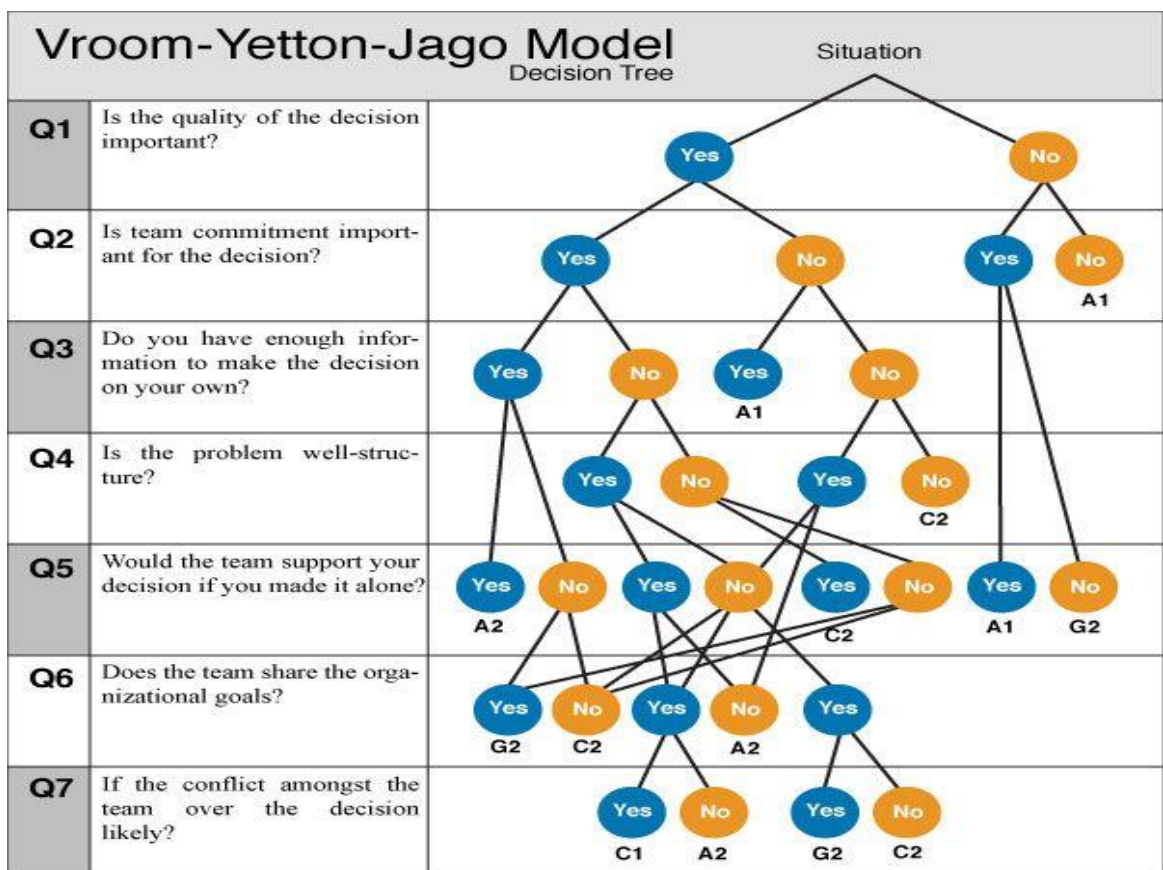 Vroom-Yetton-Jago Model
Decision Tree
Situation
Q1
Is the quality of the decision
important?
Yes
No
Q2
Is team commitment import-
ant for the decision?
Yes
No
Yes
No
A1
Q3
Do you have enough infor-
mation to make the decision
on your own?
Yes
No
Yes
No
A1
Q4
Is the problem well-struc-
ture?
Yes
No
Yes
No
C2
Q5
Would the team support your
decision if you made it alone?
Yes
No
Yes
No
Yes
No
Yes
No
A2
C2
A1
G2
Q6
Does the team share the orga-
nizational goals?
Yes
No
Yes
No
Yes
G2
C2
A2
Q7
If the conflict amongst the
team over the decision
likely?
Yes
No
Yes
No
C1
A2
G2
C2